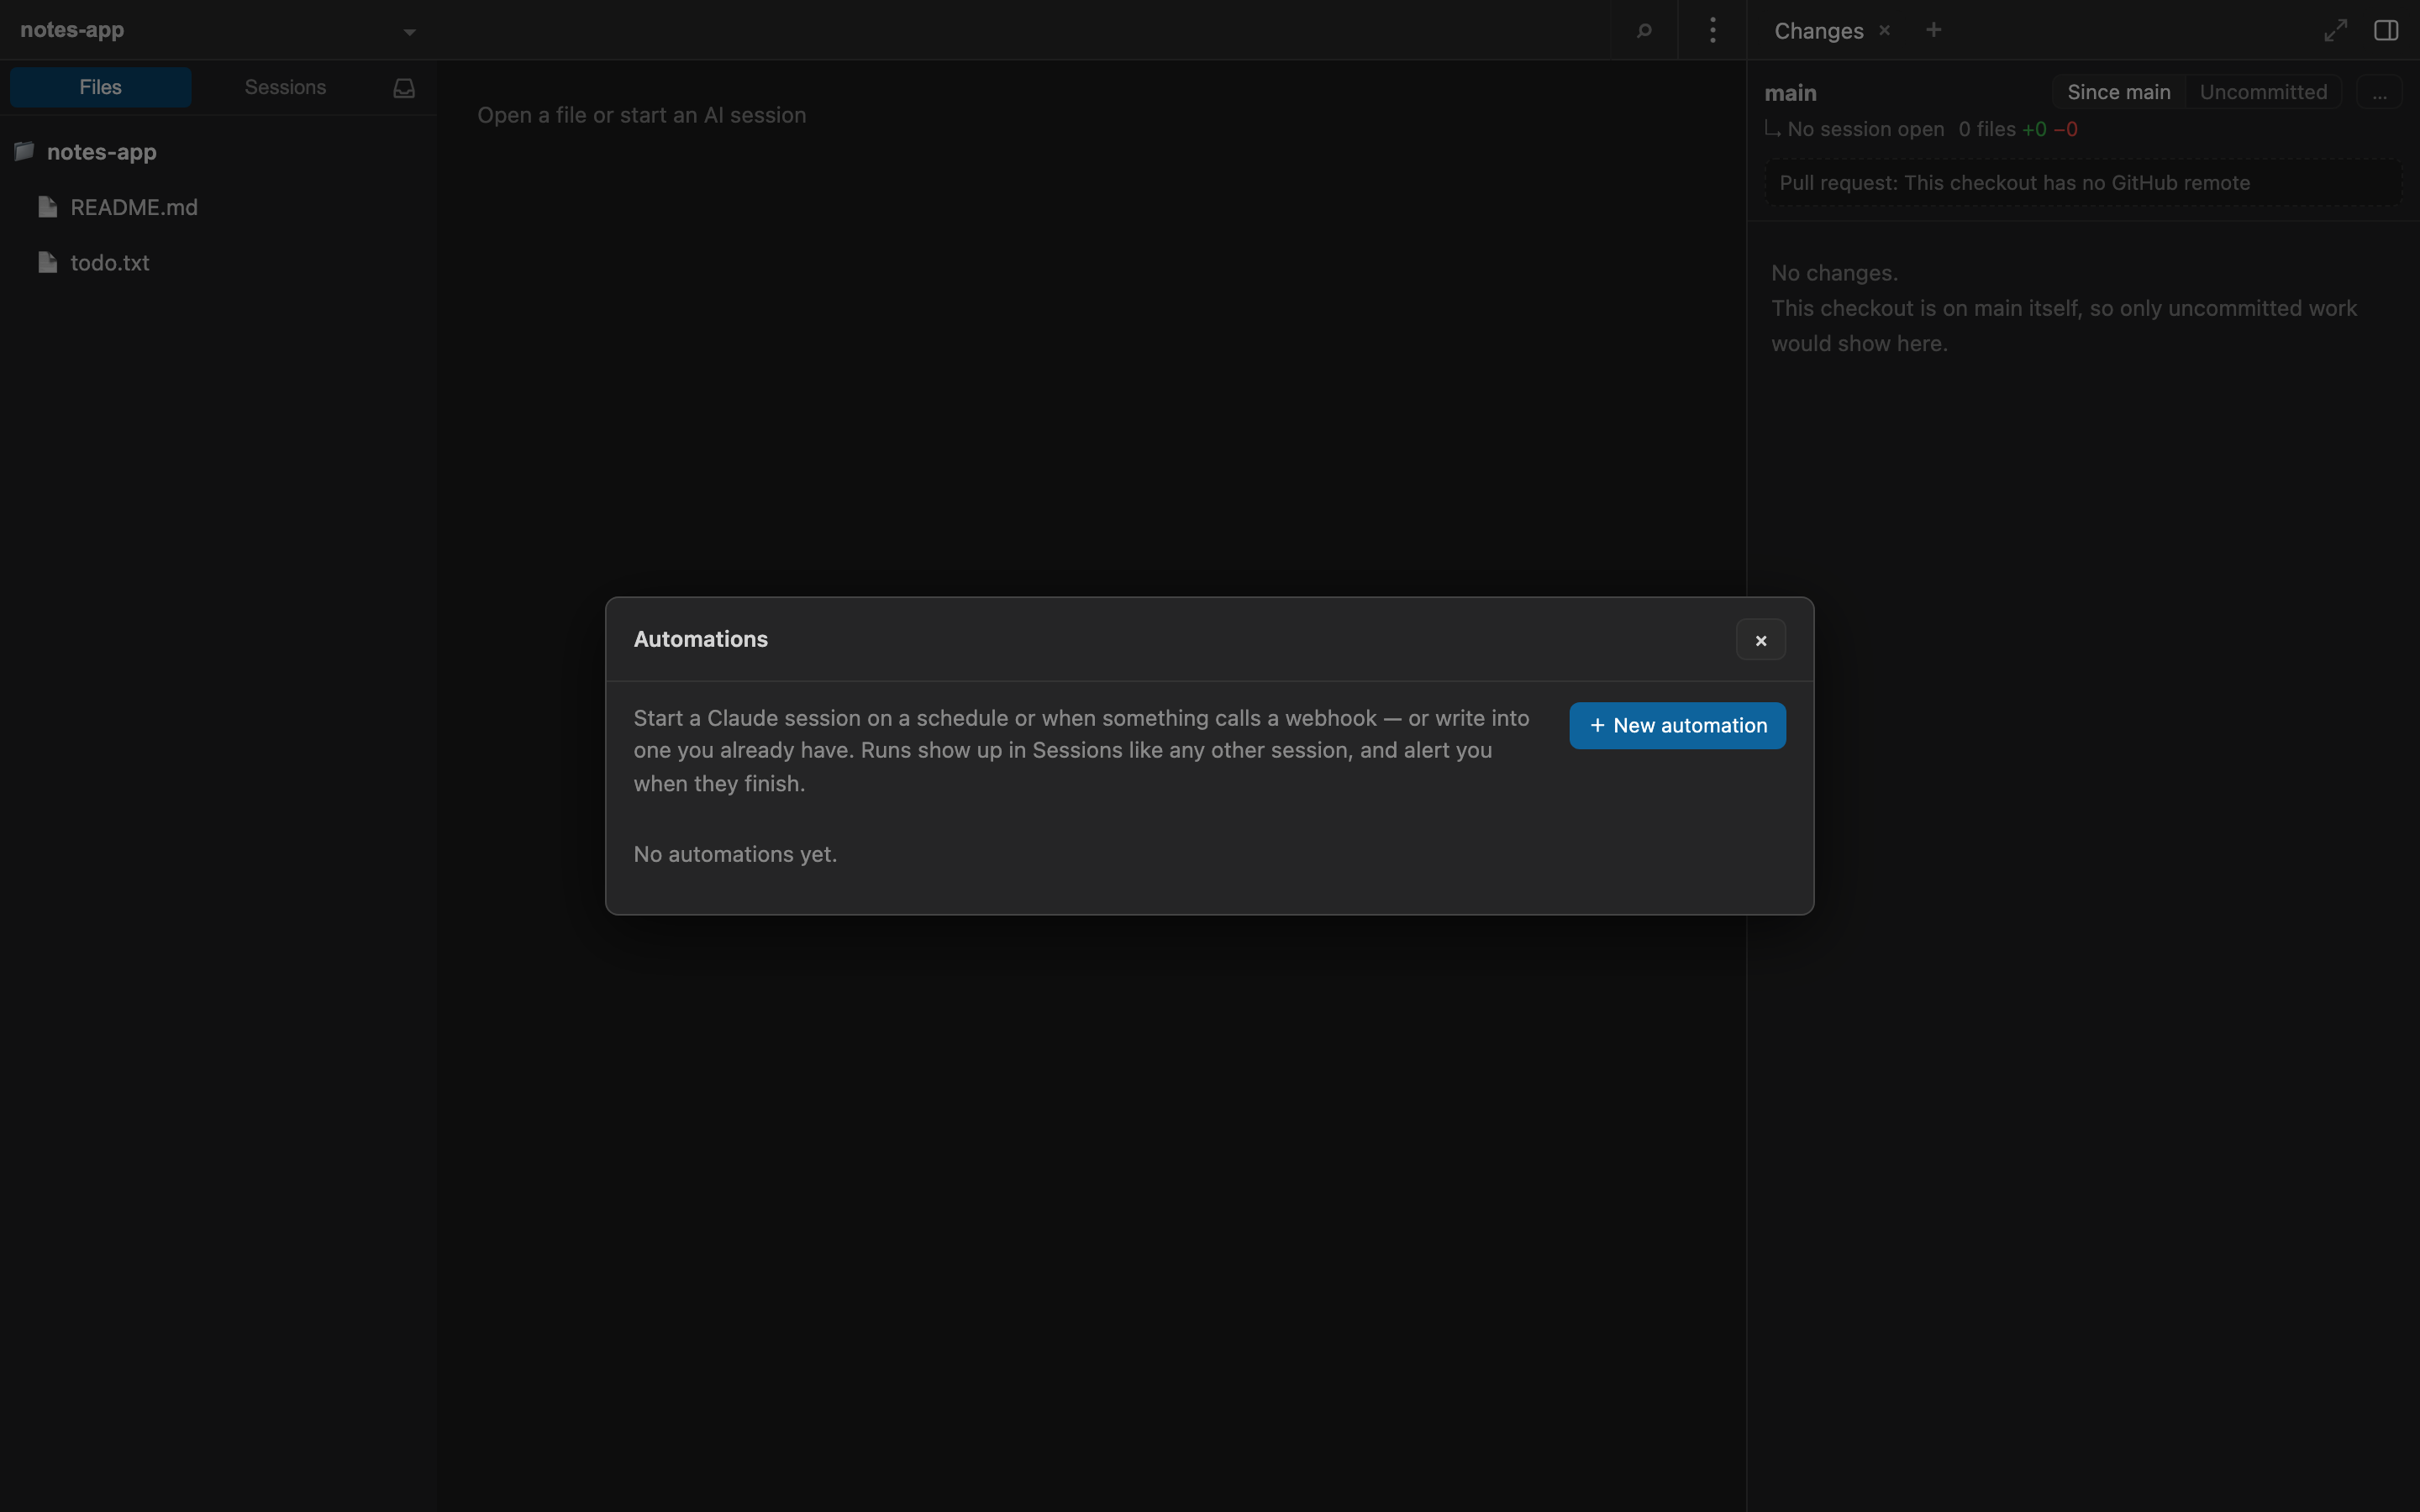 notes-app
Changes × +
Files
Sessions
notes-app
README.md
todo.txt
Open a file or start an AI session
main
Since main
Uncommitted
...
No session open 0 files +0 −0
Pull request: This checkout has no GitHub remote
No changes.
This checkout is on main itself, so only uncommitted work
would show here.
Automations
×
Start a Claude session on a schedule or when something calls a webhook — or write into
one you already have. Runs show up in Sessions like any other session, and alert you
when they finish.
+ New automation
No automations yet.